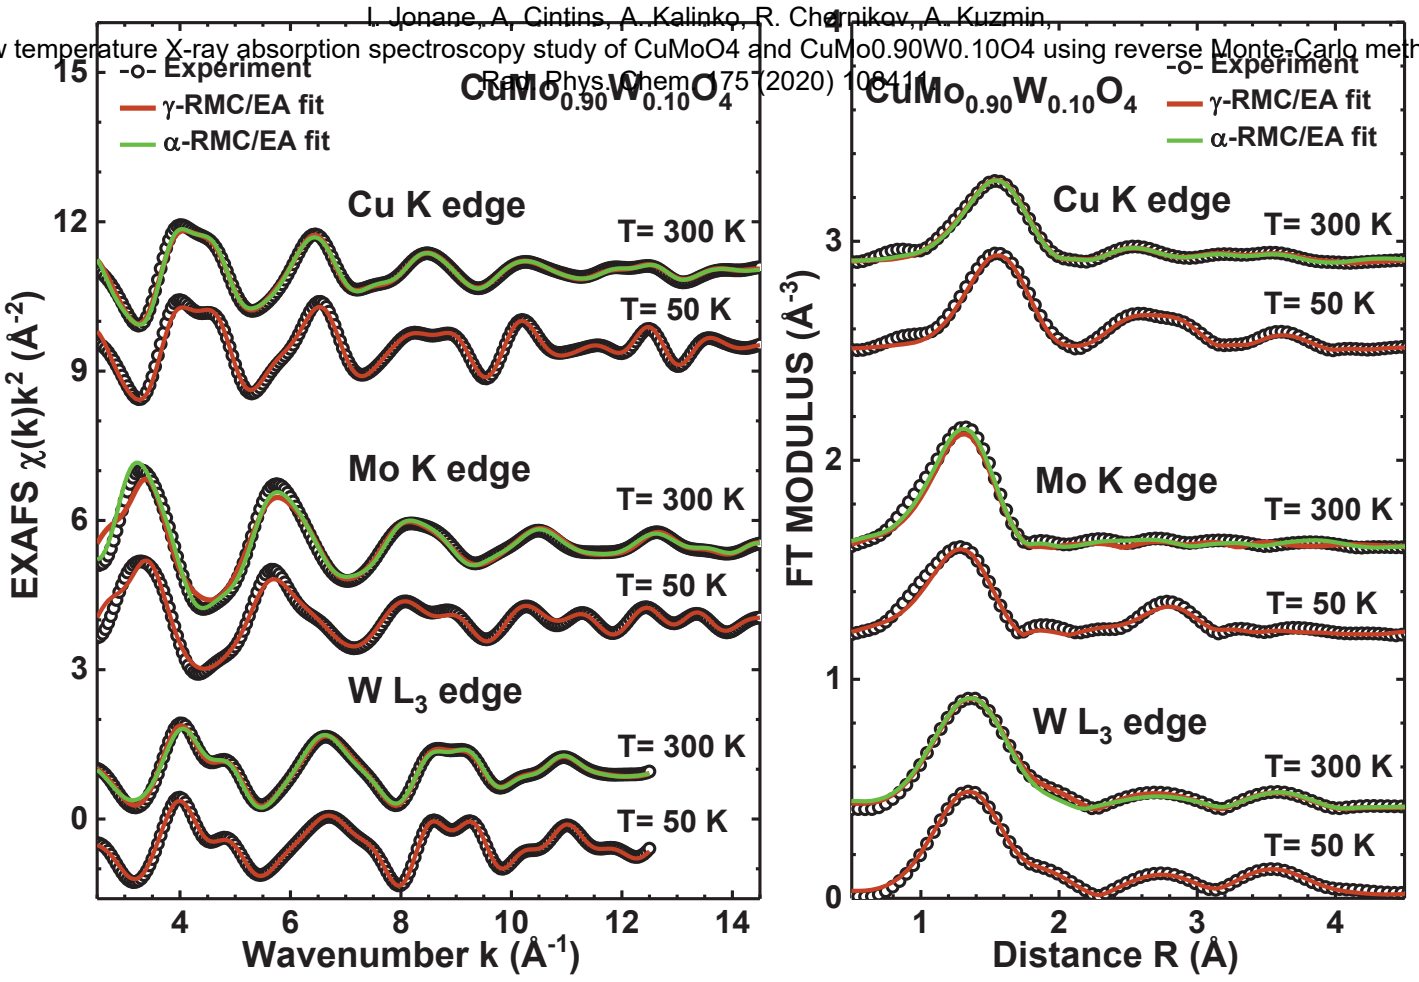 I. Jonane, A. Cintins, A. Kalinko, R. Chernikov, A. Kuzmin,
temperature X-ray absorption spectroscopy study of CuMoO4 and CuMo0.90W0.10O4 using reverse Monte-Carlo meth
Rad. Phys. Chem. 175 (2020) 108411.
Experiment
γ-RMC/EA fit
α-RMC/EA fit
CuMo0.90W0.10O4
Cu K edge
T= 300 K
T= 50 K
Mo K edge
T= 300 K
T= 50 K
W L3 edge
T= 300 K
T= 50 K
EXAFS χ(k)k2 (Å-2)
15
12
9
6
3
0
4 6 8 10 12 14
Wavenumber k (Å-1)
CuMo0.90W0.10O4
Experiment
γ-RMC/EA fit
α-RMC/EA fit
Cu K edge
T= 300 K
T= 50 K
Mo K edge
T= 300 K
T= 50 K
W L3 edge
T= 300 K
T= 50 K
FT MODULUS (Å-3)
4
3
2
1
0
1 2 3 4
Distance R (Å)